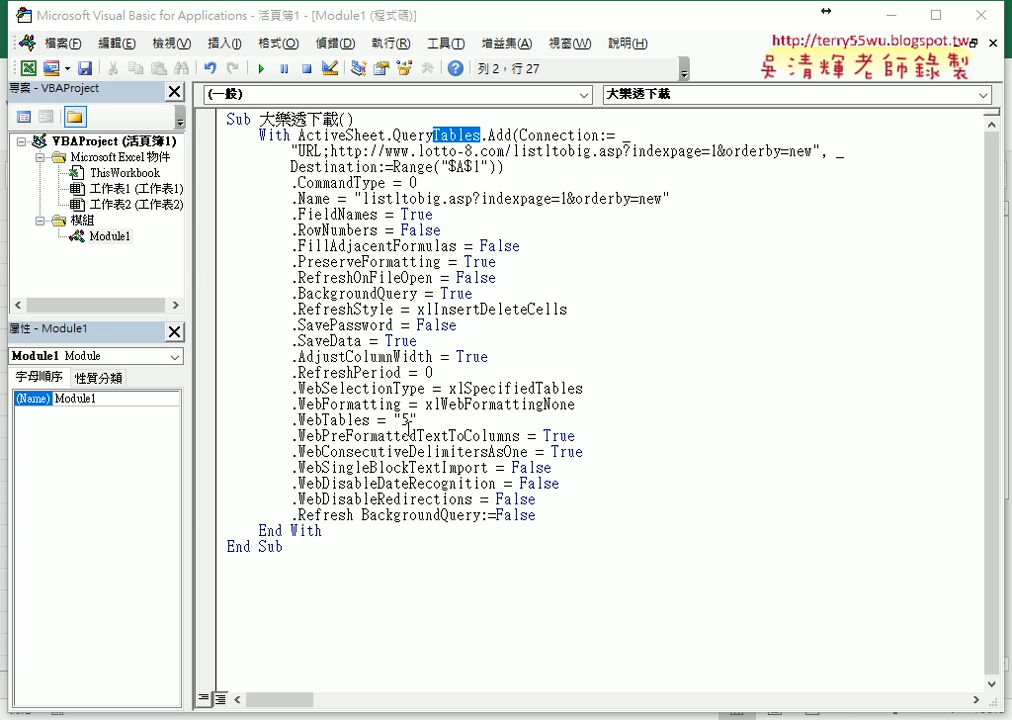 Microsoft Visual Basic for Applications - 活頁簿1 - [Module1 (程式碼)]
檔案(F) 編輯(E) 檢視(V) 插入(I) 格式(O) 偵錯(D) 執行(R) 工具(T) 增益集(A) 視窗(W) 說明(H)
http://terry55wu.blogspot.tw
吳清輝老師錄製
列 2, 行 27
專案 - VBAProject
(一般)
大樂透下載
VBAProject (活頁簿1)
Microsoft Excel 物件
ThisWorkbook
工作表1 (工作表1)
工作表2 (工作表2)
模組
Module1
屬性 - Module1
Module1 Module
字母順序 性質分類
(Name) Module1
Sub 大樂透下載()
With ActiveSheet.QueryTables.Add(Connection:= _
"URL;http://www.lotto-8.com/listltobig.asp?indexpage=1&orderby=new", _
Destination:=Range("$A$1"))
.CommandType = 0
.Name = "listltobig.asp?indexpage=1&orderby=new"
.FieldNames = True
.RowNumbers = False
.FillAdjacentFormulas = False
.PreserveFormatting = True
.RefreshOnFileOpen = False
.BackgroundQuery = True
.RefreshStyle = xlInsertDeleteCells
.SavePassword = False
.SaveData = True
.AdjustColumnWidth = True
.RefreshPeriod = 0
.WebSelectionType = xlSpecifiedTables
.WebFormatting = xlWebFormattingNone
.WebTables = "5"
.WebPreFormattedTextToColumns = True
.WebConsecutiveDelimitersAsOne = True
.WebSingleBlockTextImport = False
.WebDisableDateRecognition = False
.WebDisableRedirections = False
.Refresh BackgroundQuery:=False
End With
End Sub